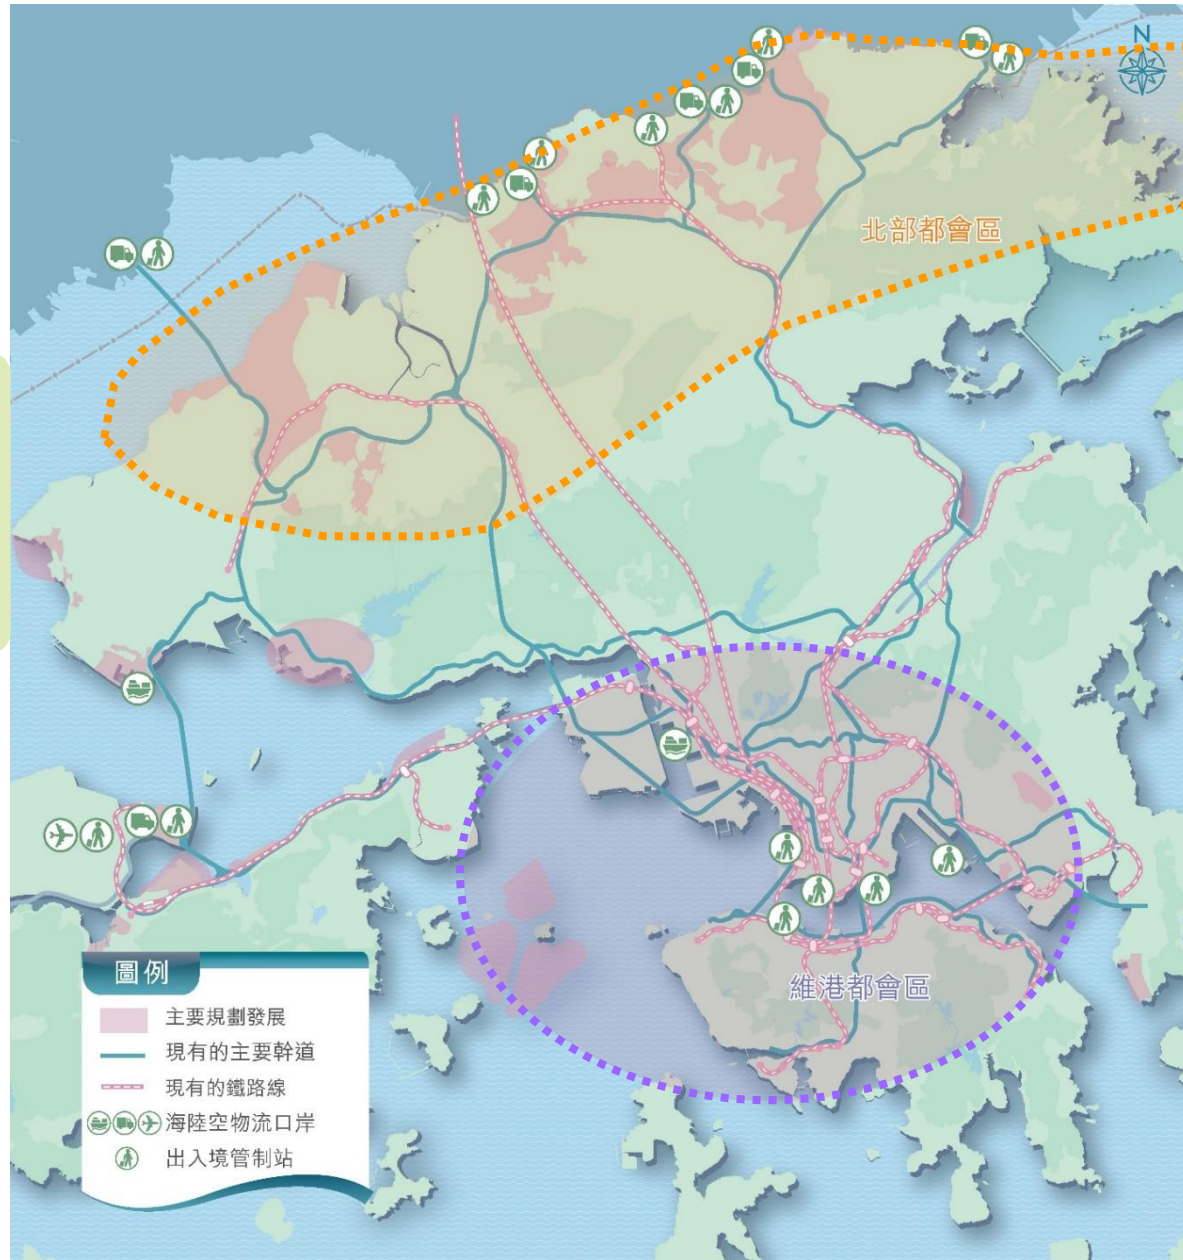 N
北部都會區
維港都會區
圖例
主要規劃發展
現有的主要幹道
現有的鐵路線
海陸空物流口岸
出入境管制站